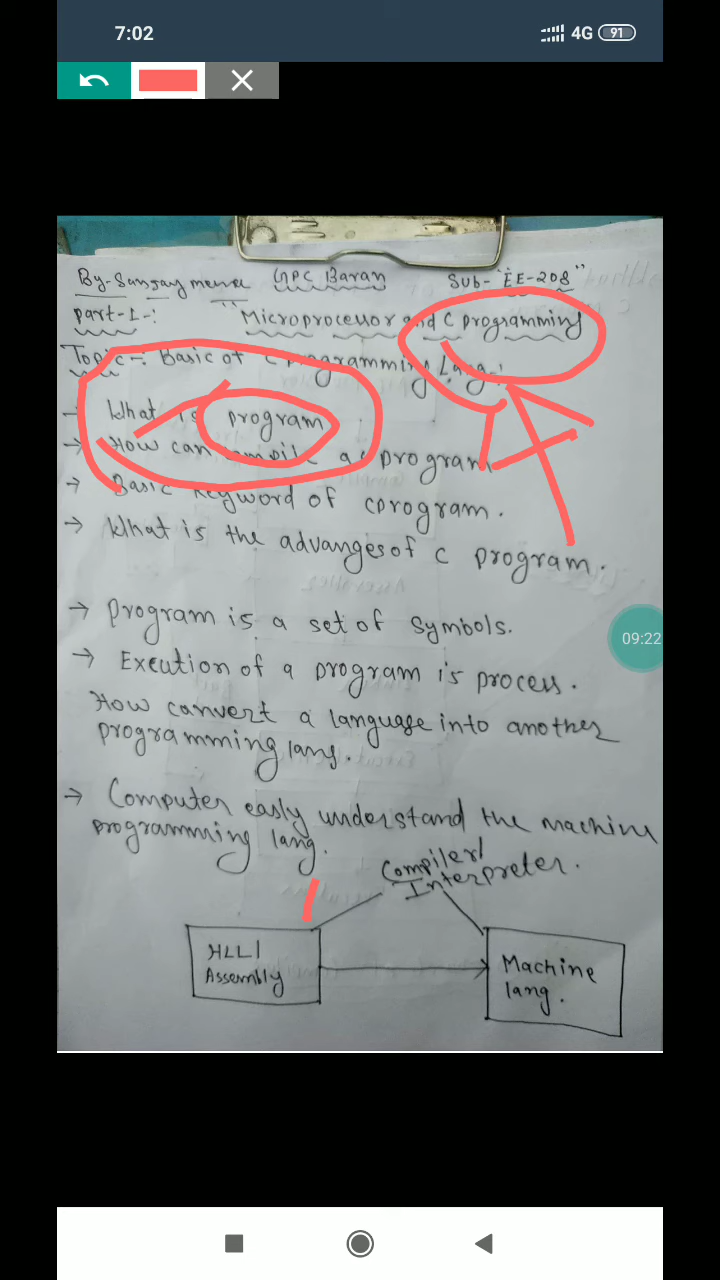 7:02
4G 91
By-Sanjay meena GPC Baran Sub- "EE-208"
part-1-:
"Microprocessor and C programming
Topic-: Basic of C programming Lang-:
→ What is program
→ How can compile a program
→ Basic keyword of cprogram.
→ What is the advanges of c program.
→ Program is a set of symbols.
→ Exeution of a program is process.
How canvert a language into another
programming lang.
→ Computer easly understand the machine
programming lang.
Compiler/
Interpreter.
HLL/
Assembly
Machine
lang.
09:22